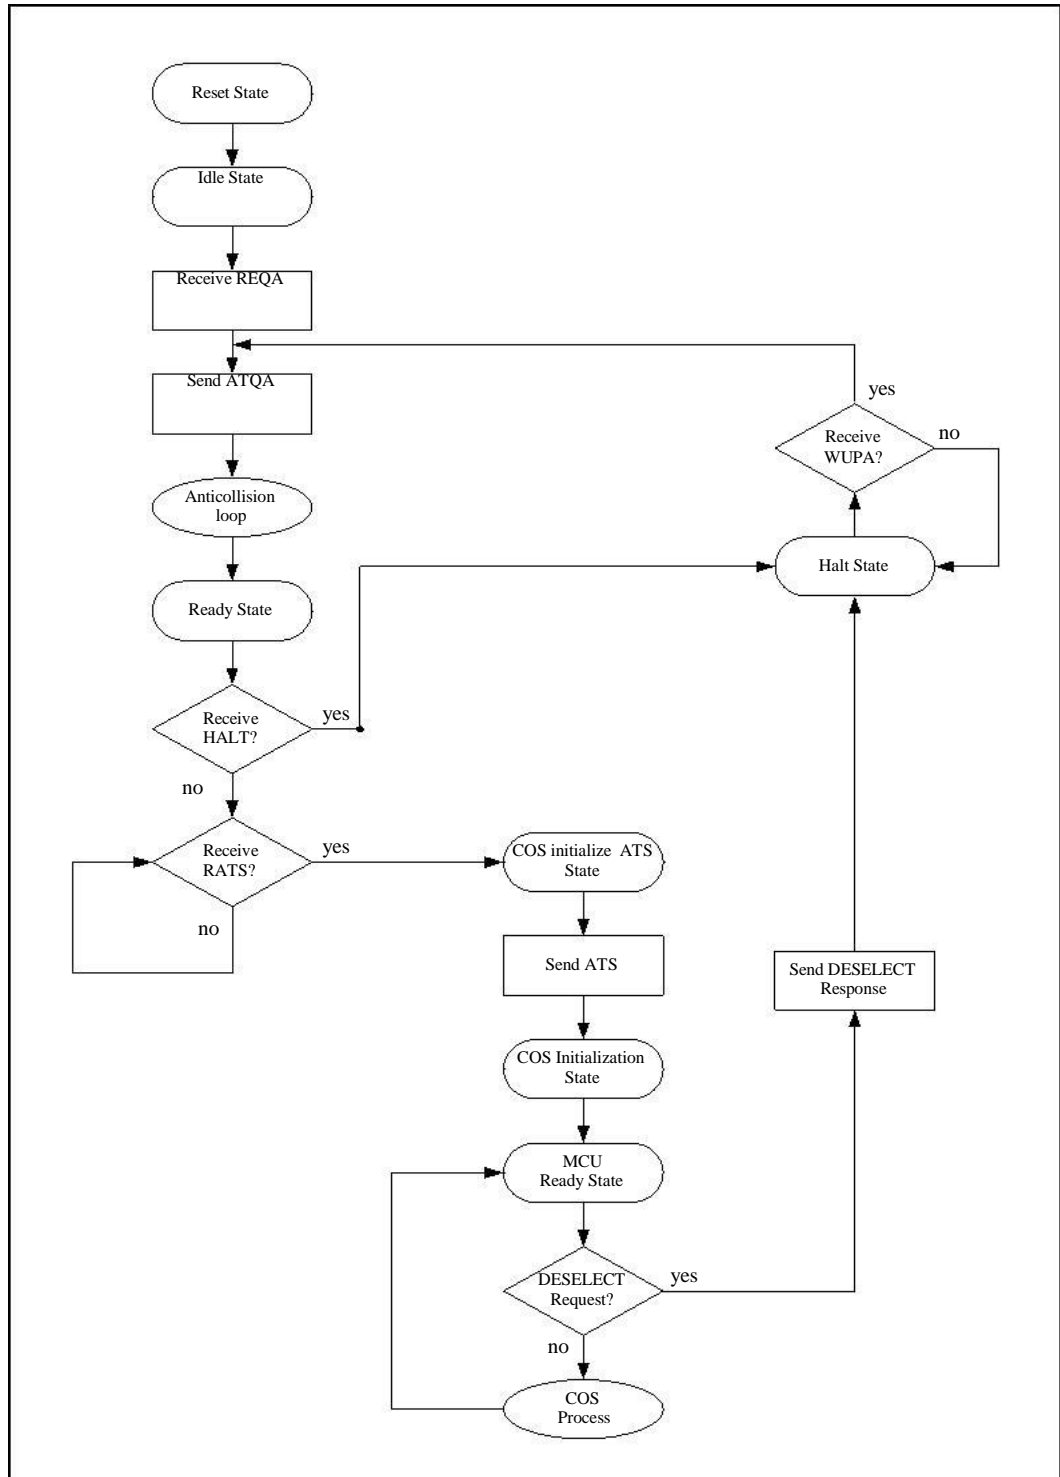 Reset State
Idle State
Receive REQA
Send ATQA
yes
Receive
WUPA?
no
Anticollision
loop
Halt State
Ready State
Receive
HALT?
yes
no
Receive
RATS?
yes
no
COS initialize ATS
State
Send ATS
Send DESELECT
Response
COS Initialization
State
MCU
Ready State
DESELECT
Request?
yes
no
COS
Process